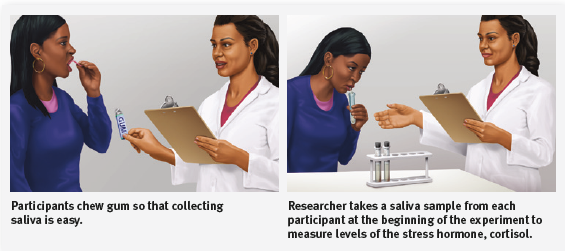 GUM
Participants chew gum so that collecting
saliva is easy.
Researcher takes a saliva sample from each
participant at the beginning of the experiment to
measure levels of the stress hormone, cortisol.